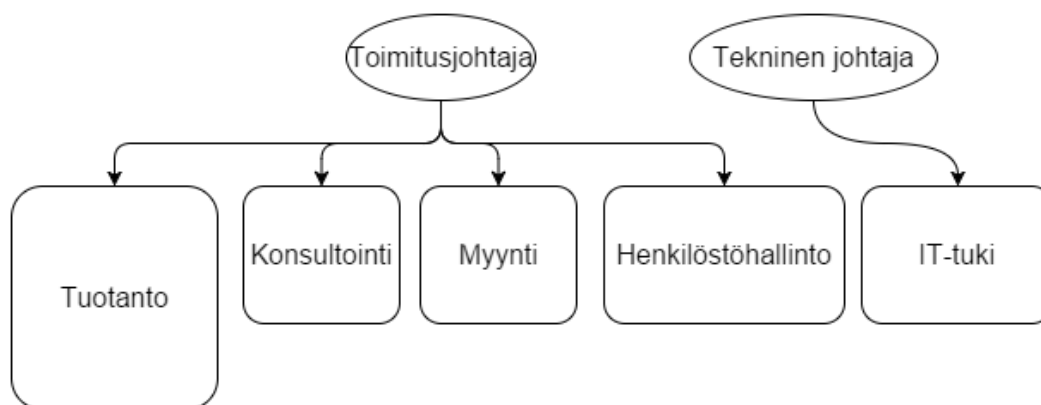 Toimitusjohtaja
Tekninen johtaja
Tuotanto
Konsultointi
Myynti
Henkilöstöhallinto
IT-tuki